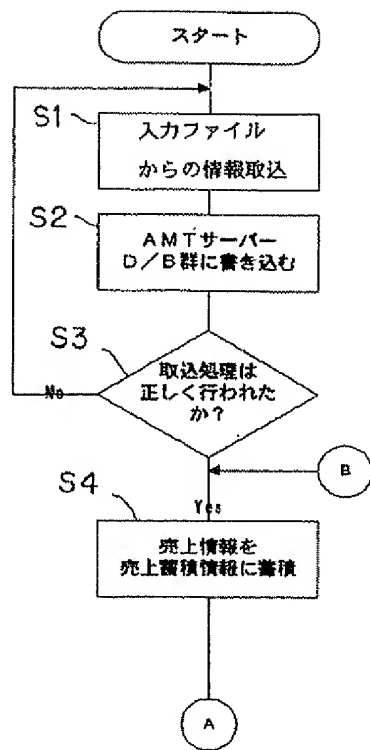 スタート
S1
入力ファイル
からの情報取込
S2
AMTサーバー
D/B群に書き込む
S3
取込処理は
正しく行われた
か?
No
B
Yes
S4
売上情報を
売上蓄積情報に蓄積
A